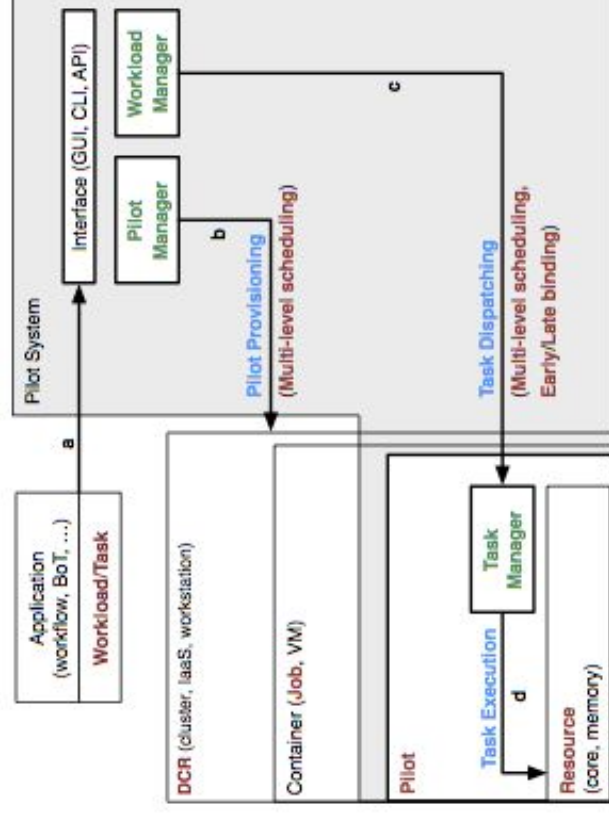 Application
(workflow, BoT, ...)
Workload/Task
a
Pilot System
Interface (GUI, CLI, API)
Pilot
Manager
Workload
Manager
b
Pilot Provisioning
(Multi-level scheduling)
c
DCR (cluster, IaaS, workstation)
Container (Job, VM)
Pilot
Task Execution
d
Task
Manager
Task Dispatching
(Multi-level scheduling,
Early/Late binding)
Resource
(core, memory)